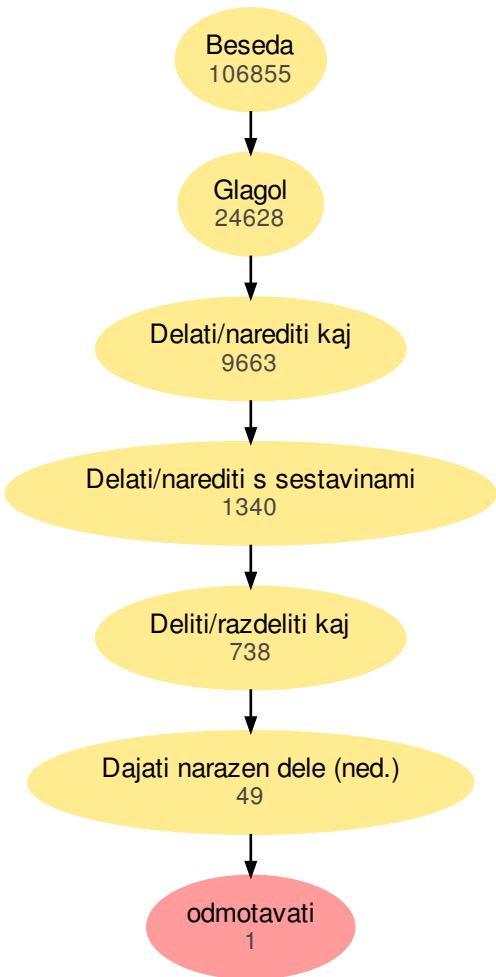 Beseda
106855
Glagol
24628
Delati/narediti kaj
9663
Delati/narediti s sestavinami
1340
Deliti/razdeliti kaj
738
Dajati narazen dele (ned.)
49
odmotavati
1